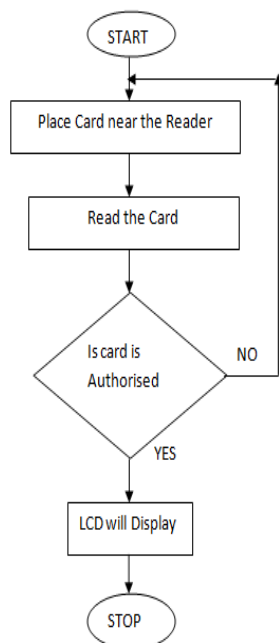 START
Place Card near the Reader
Read the Card
Is card is
Authorised
NO
YES
LCD will Display
STOP